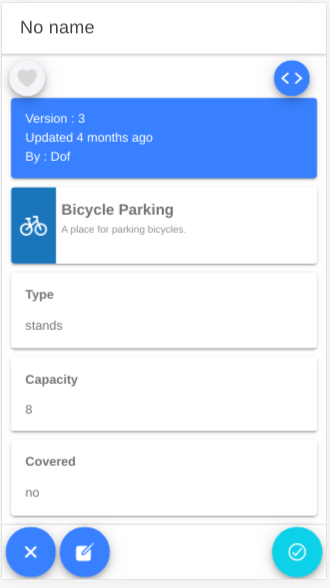 No name
Version : 3
Updated 4 months ago
By : Dof
Bicycle Parking
A place for parking bicycles.
Type
stands
Capacity
8
Covered
no